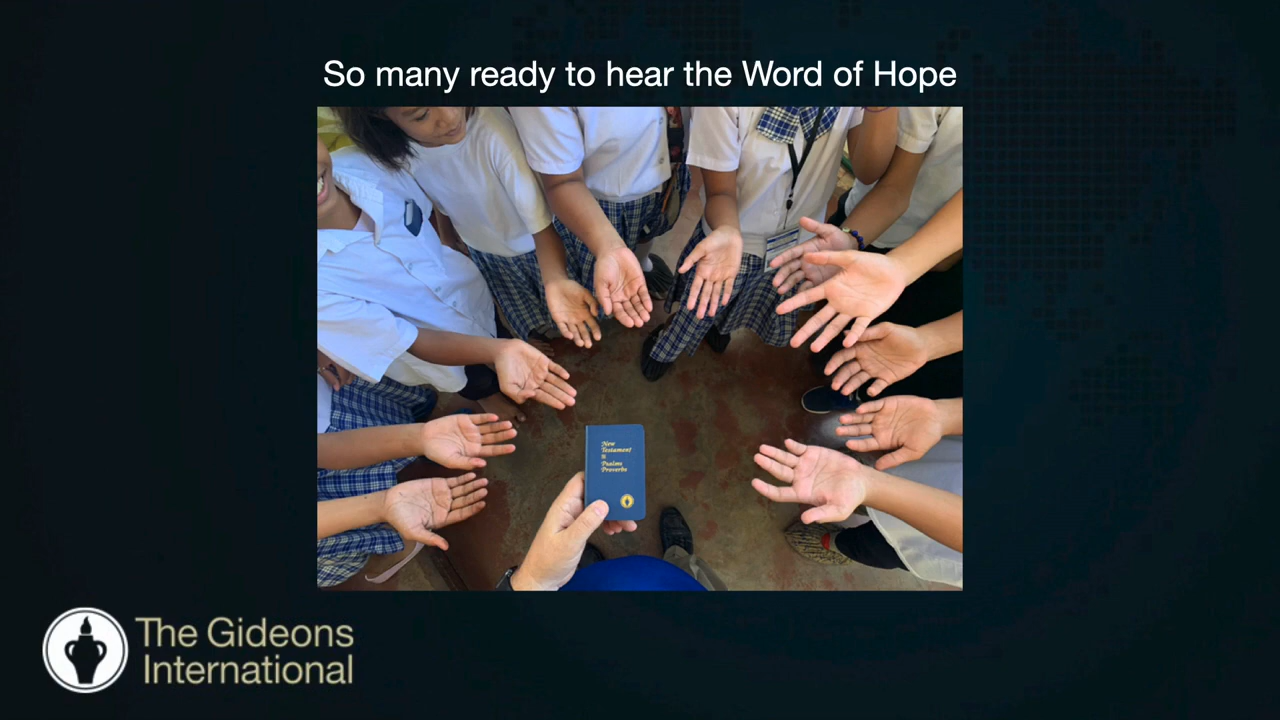 So many ready to hear the Word of Hope
New
Testament
Psalms
Proverbs
The Gideons
International